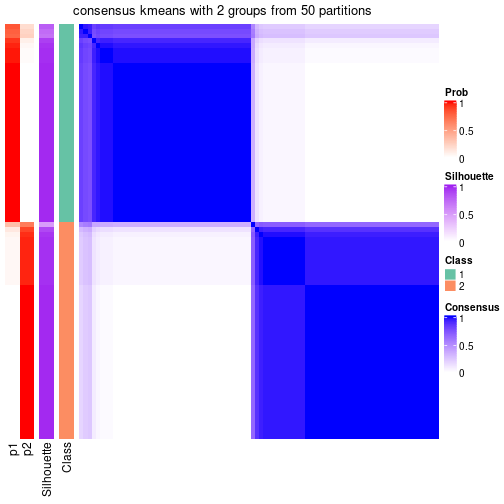 consensus kmeans with 2 groups from 50 partitions
Prob
1
0.5
0
Silhouette
1
0.5
0
Class
1
2
Consensus
1
0.5
0
p1
p2
Silhouette
Class